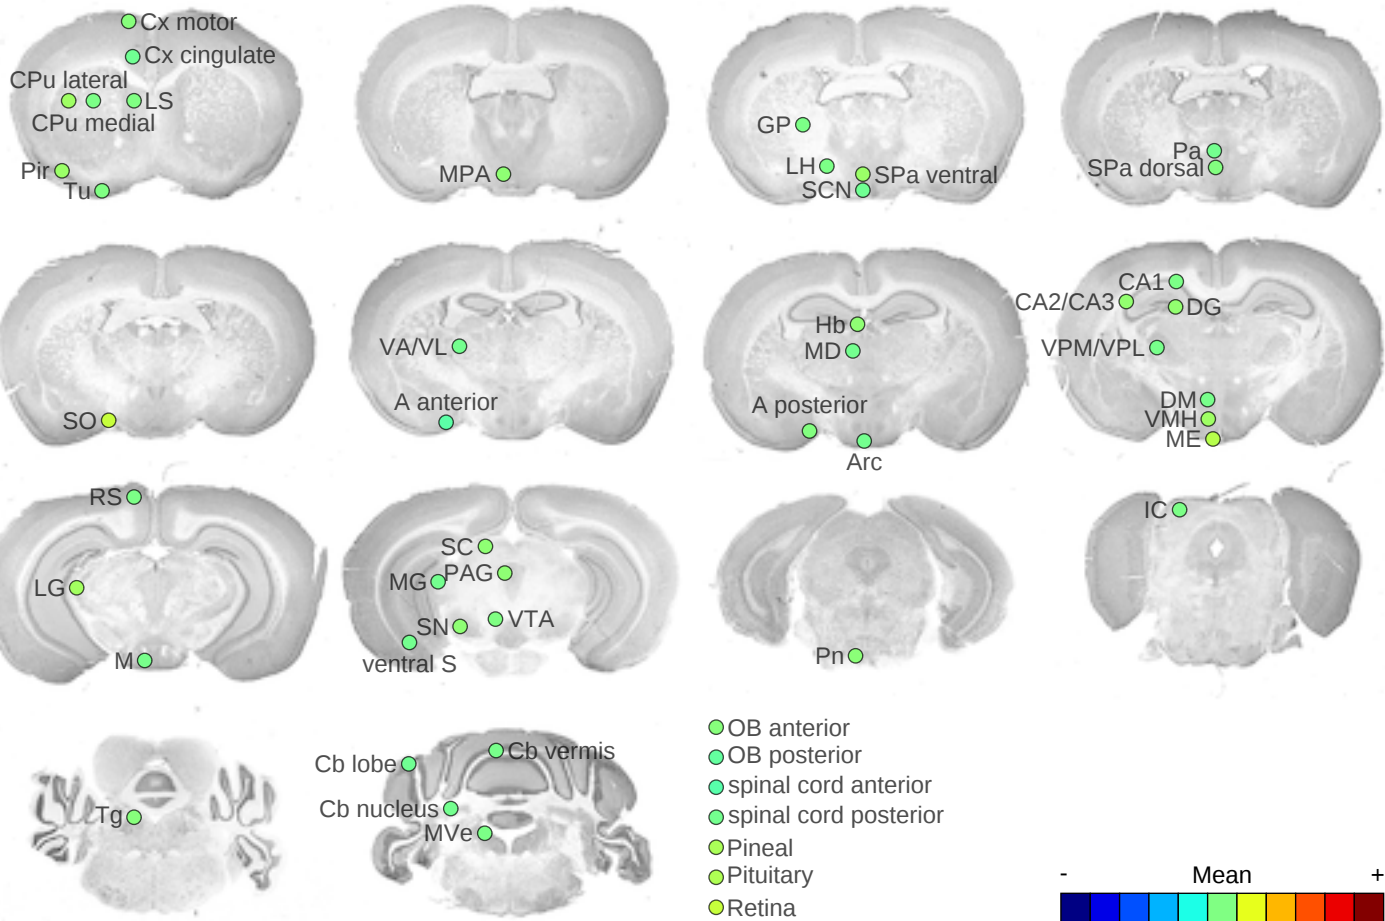 Cx motor
Cx cingulate
CPu lateral
LS
CPu medial
Pir
Tu
MPA
GP
LH
SPa ventral
SCN
Pa
SPa dorsal
SO
VA/VL
A anterior
Hb
MD
A posterior
Arc
CA1
CA2/CA3
DG
VPM/VPL
DM
VMH
ME
RS
LG
M
SC
MG
PAG
SN
VTA
ventral S
Pn
IC
Tg
Cb lobe
Cb vermis
Cb nucleus
MVe
OB anterior
OB posterior
spinal cord anterior
spinal cord posterior
Pineal
Pituitary
Retina
- Mean +